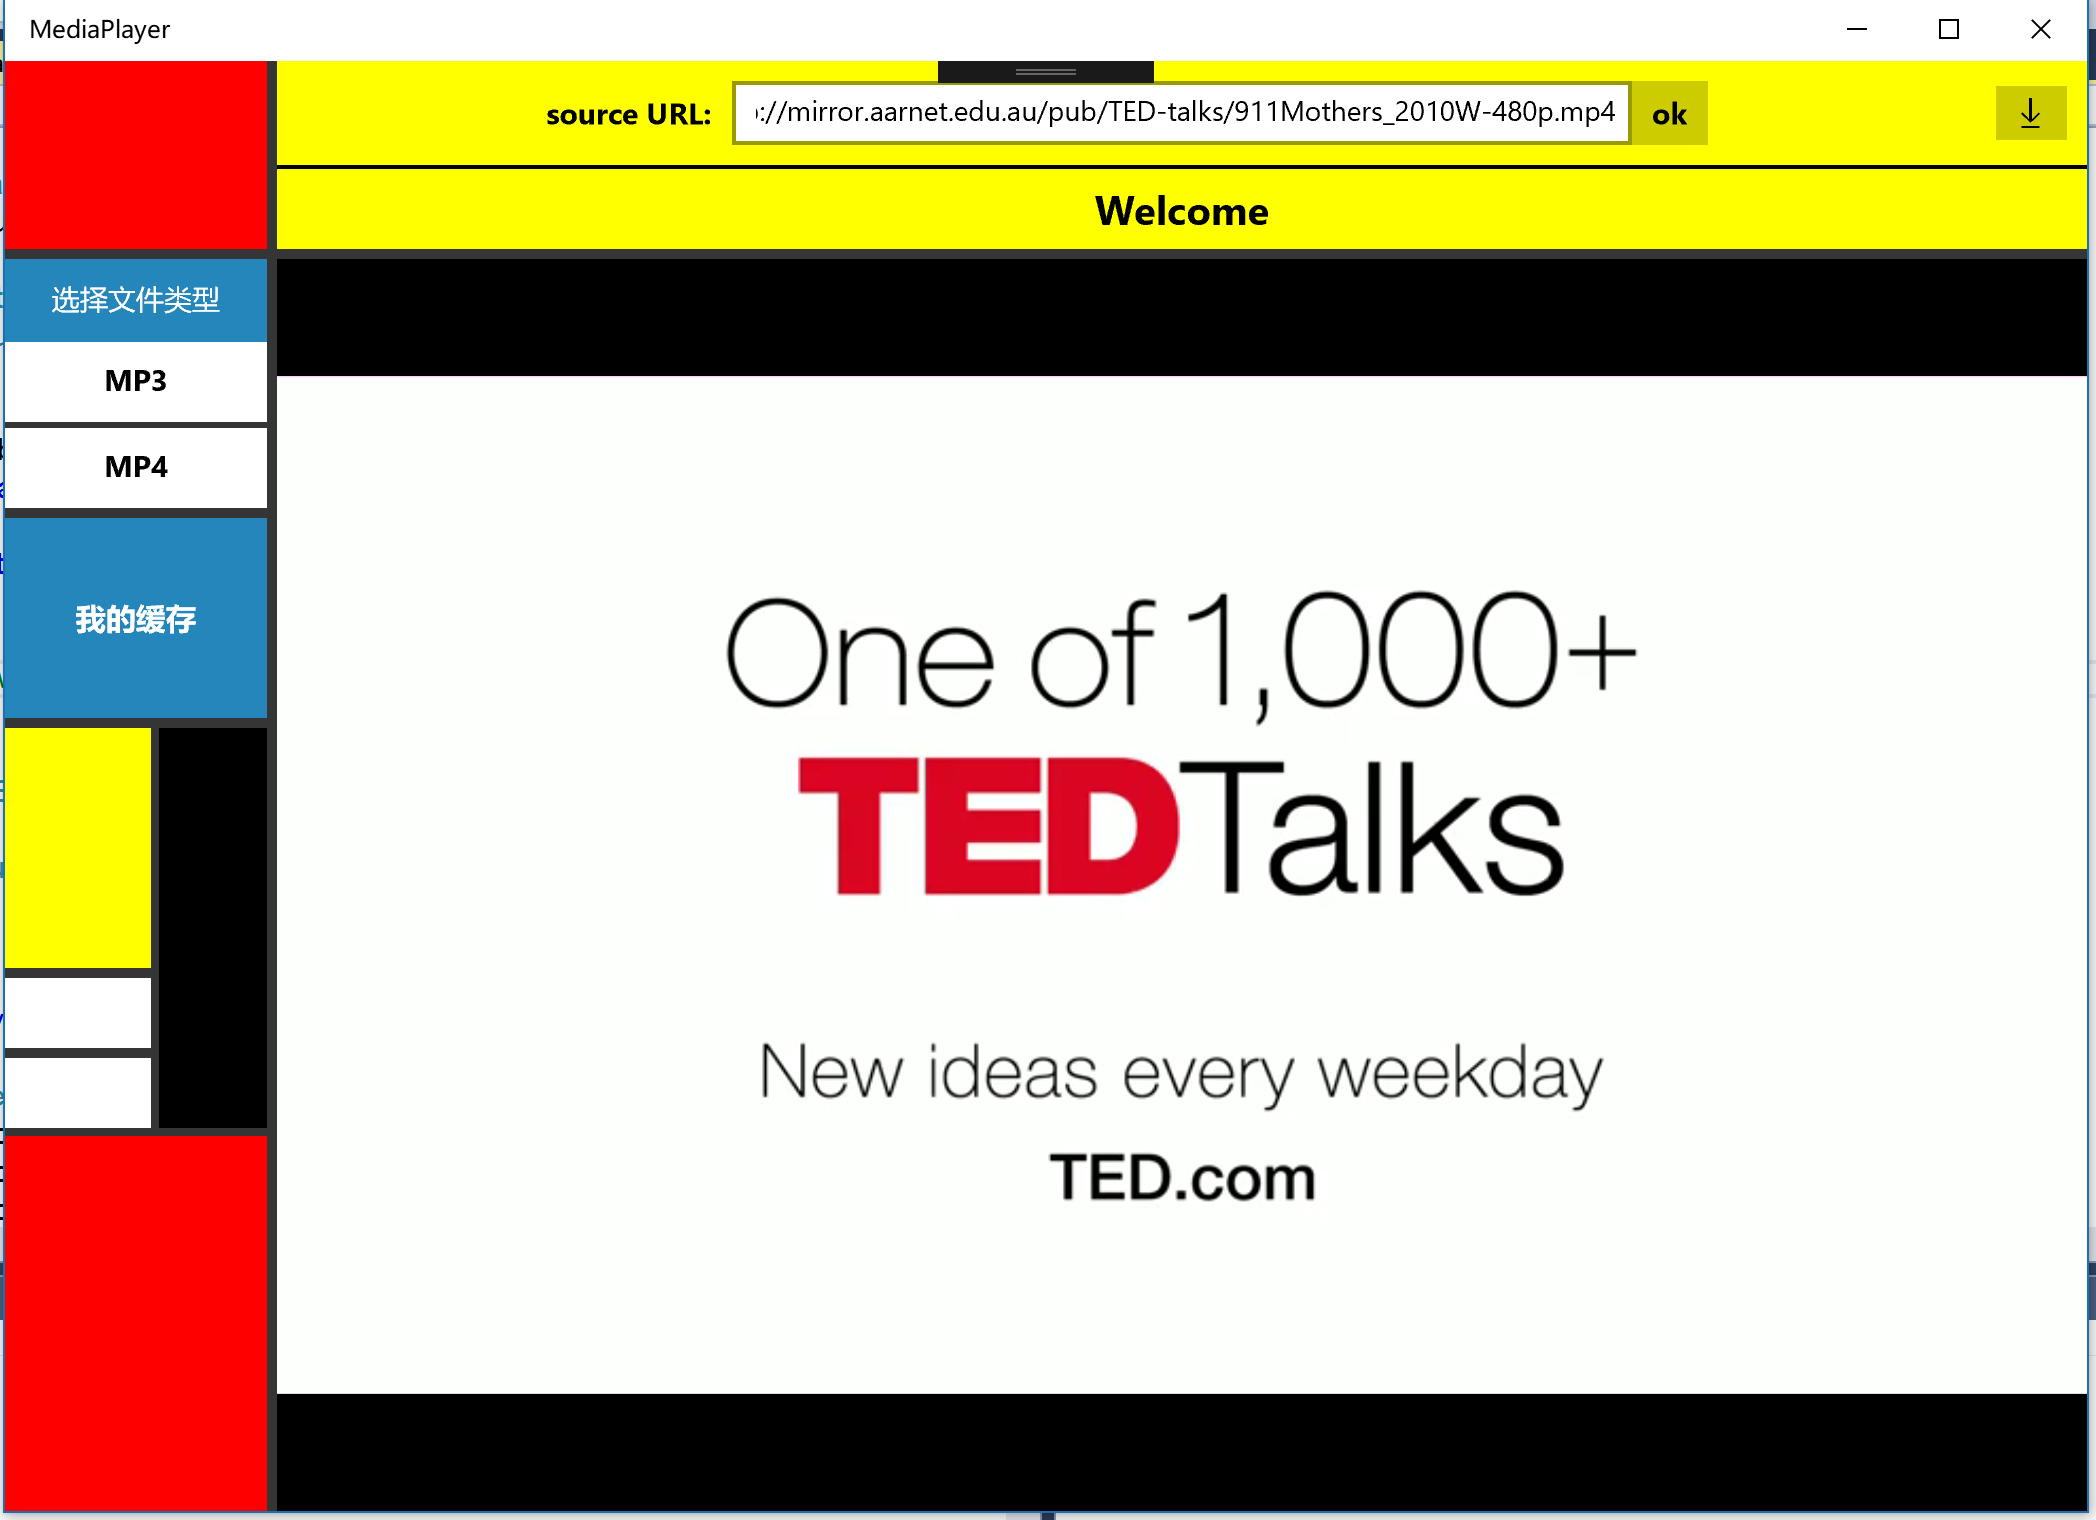 MediaPlayer
source URL:
://mirror.aarnet.edu.au/pub/TED-talks/911Mothers_2010W-480p.mp4
ok
Welcome
选择文件类型
MP3
MP4
我的缓存
One of 1,000+
TEDTalks
New ideas every weekday
TED.com